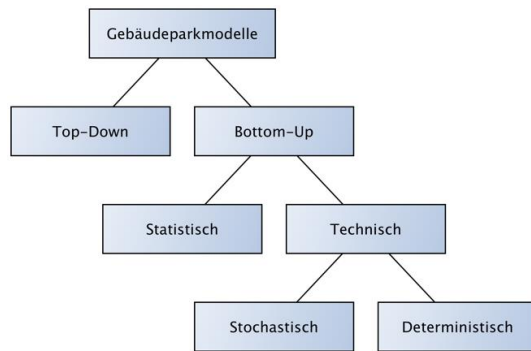 Gebäudeparkmodelle
Top-Down
Bottom-Up
Statistisch
Technisch
Stochastisch
Deterministisch